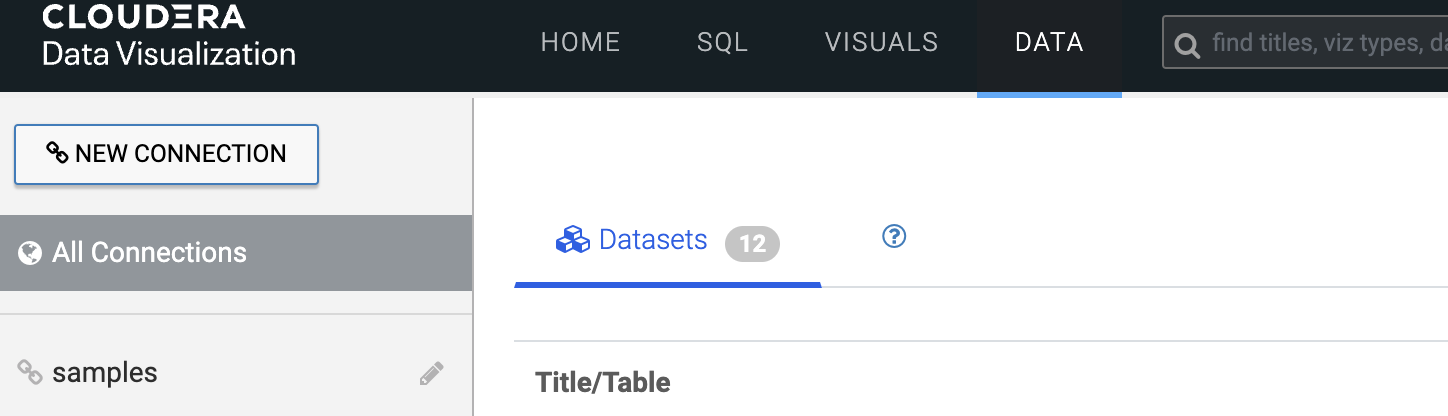 CLOUDERA
Data Visualization
HOME SQL VISUALS DATA
find titles, viz types, da
NEW CONNECTION
All Connections
samples
Datasets 12
Title/Table